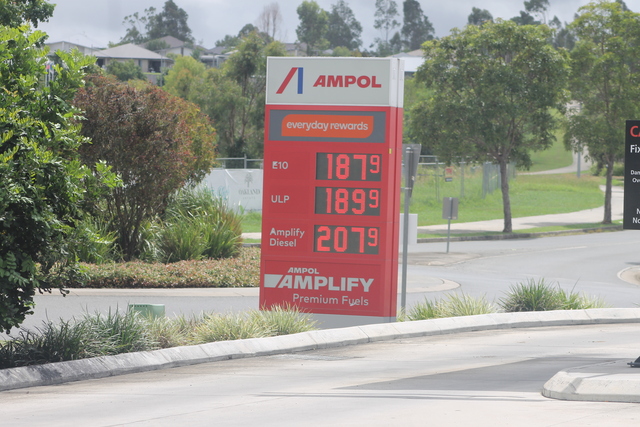 AMPOL
everyday rewards
E10 1879
ULP 1899
Amplify
Diesel 2079
AMPOL
AMPLIFY
Premium Fuels